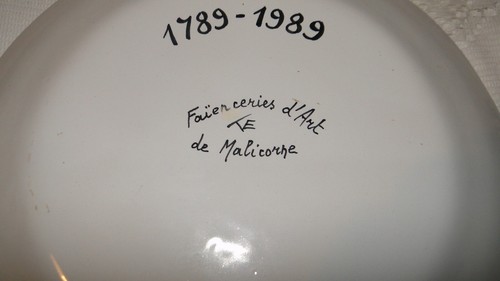 1789-1989
Faïenceries d'Art
TE
de Malicorne